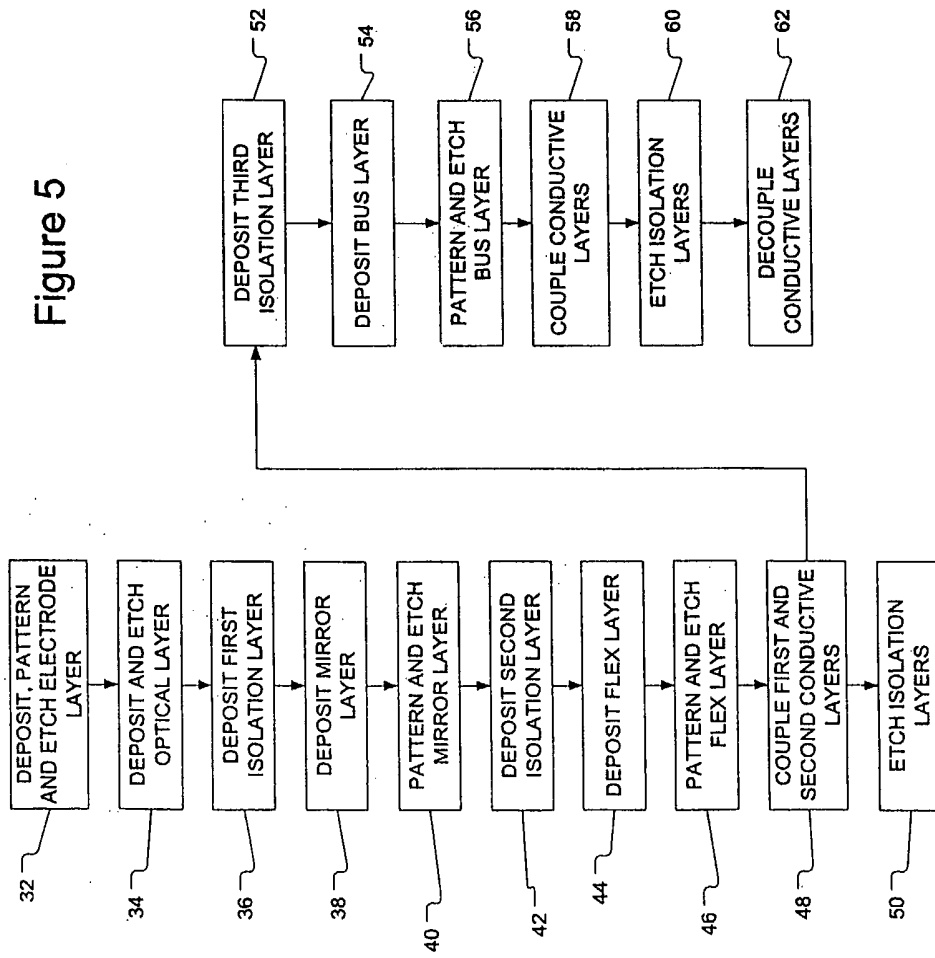 Figure 5
DEPOSIT, PATTERN
AND ETCH ELECTRODE
LAYER
32
DEPOSIT AND ETCH
OPTICAL LAYER
34
DEPOSIT FIRST
ISOLATION LAYER
36
DEPOSIT MIRROR
LAYER
38
PATTERN AND ETCH
MIRROR LAYER
40
DEPOSIT SECOND
ISOLATION LAYER
42
DEPOSIT FLEX LAYER
44
PATTERN AND ETCH
FLEX LAYER
46
COUPLE FIRST AND
SECOND CONDUCTIVE
LAYERS
48
ETCH ISOLATION
LAYERS
50
DEPOSIT THIRD
ISOLATION LAYER
52
DEPOSIT BUS LAYER
54
PATTERN AND ETCH
BUS LAYER
56
COUPLE CONDUCTIVE
LAYERS
58
ETCH ISOLATION
LAYERS
60
DECOUPLE
CONDUCTIVE LAYERS
62